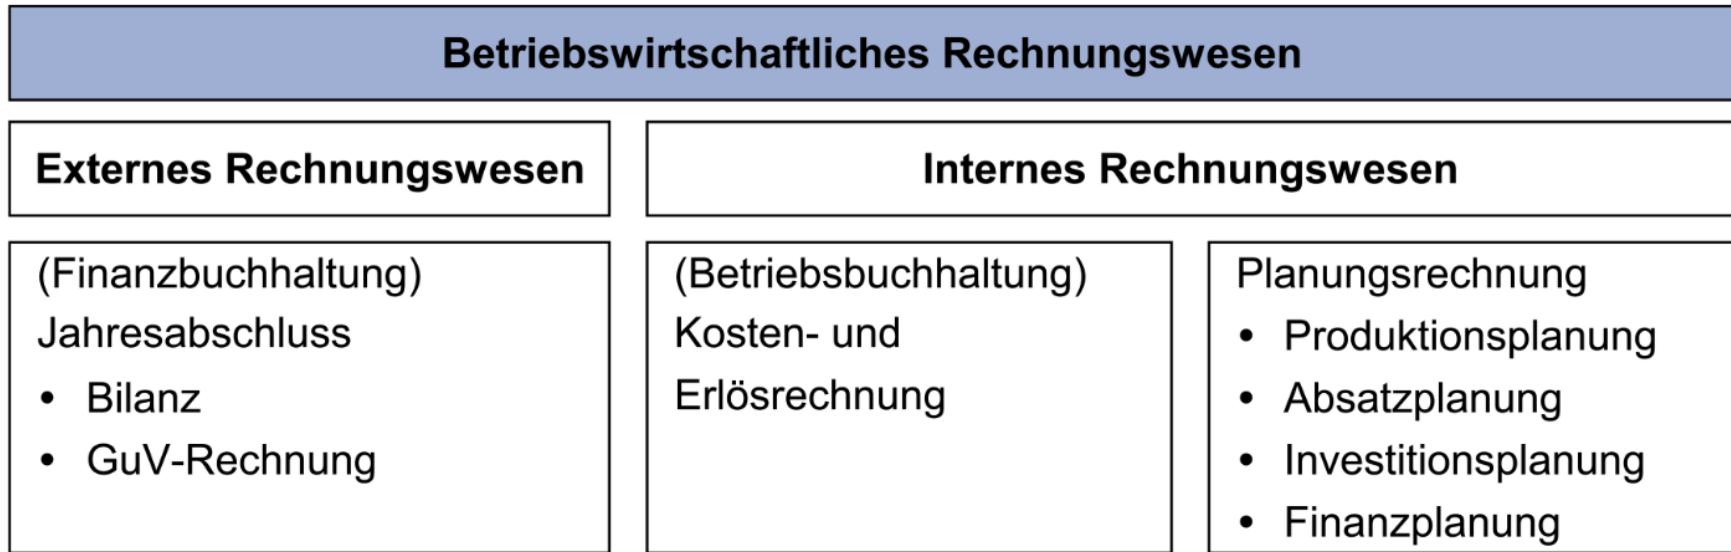 Betriebswirtschaftliches Rechnungswesen
Externes Rechnungswesen
Internes Rechnungswesen
(Finanzbuchhaltung)
Jahresabschluss
• Bilanz
• GuV-Rechnung
(Betriebsbuchhaltung)
Kosten- und
Erlösrechnung
Planungsrechnung
• Produktionsplanung
• Absatzplanung
• Investitionsplanung
• Finanzplanung